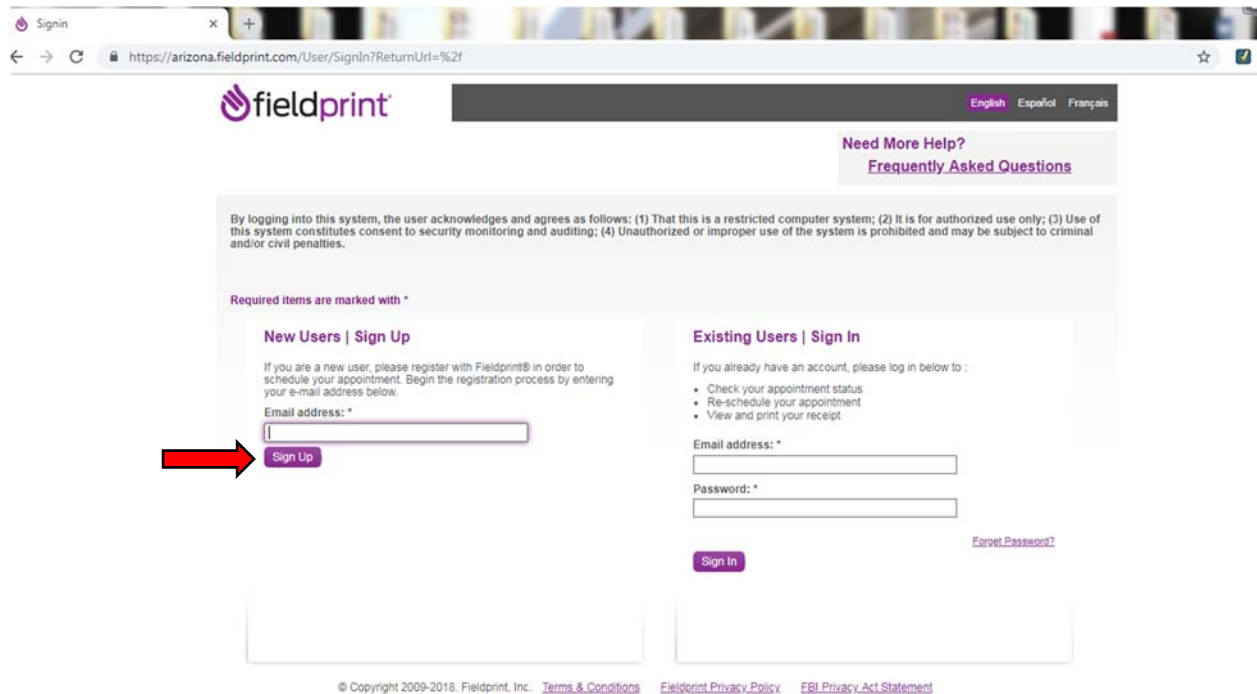 Signin
https://arizona.fieldprint.com/User/SignIn?ReturnUrl=%2f
fieldprint
English Español Français
Need More Help?
Frequently Asked Questions
By logging into this system, the user acknowledges and agrees as follows: (1) That this is a restricted computer system; (2) It is for authorized use only; (3) Use of
this system constitutes consent to security monitoring and auditing; (4) Unauthorized or improper use of the system is prohibited and may be subject to criminal
and/or civil penalties.
Required items are marked with *
New Users | Sign Up
If you are a new user, please register with Fieldprint® in order to
schedule your appointment. Begin the registration process by entering
your e-mail address below.
Email address: *
Sign Up
Existing Users | Sign In
If you already have an account, please log in below to :
• Check your appointment status
• Re-schedule your appointment
• View and print your receipt
Email address: *
Password: *
Forget Password?
Sign In
© Copyright 2009-2018. Fieldprint, Inc. Terms & Conditions Fieldprint Privacy Policy FBI Privacy Act Statement